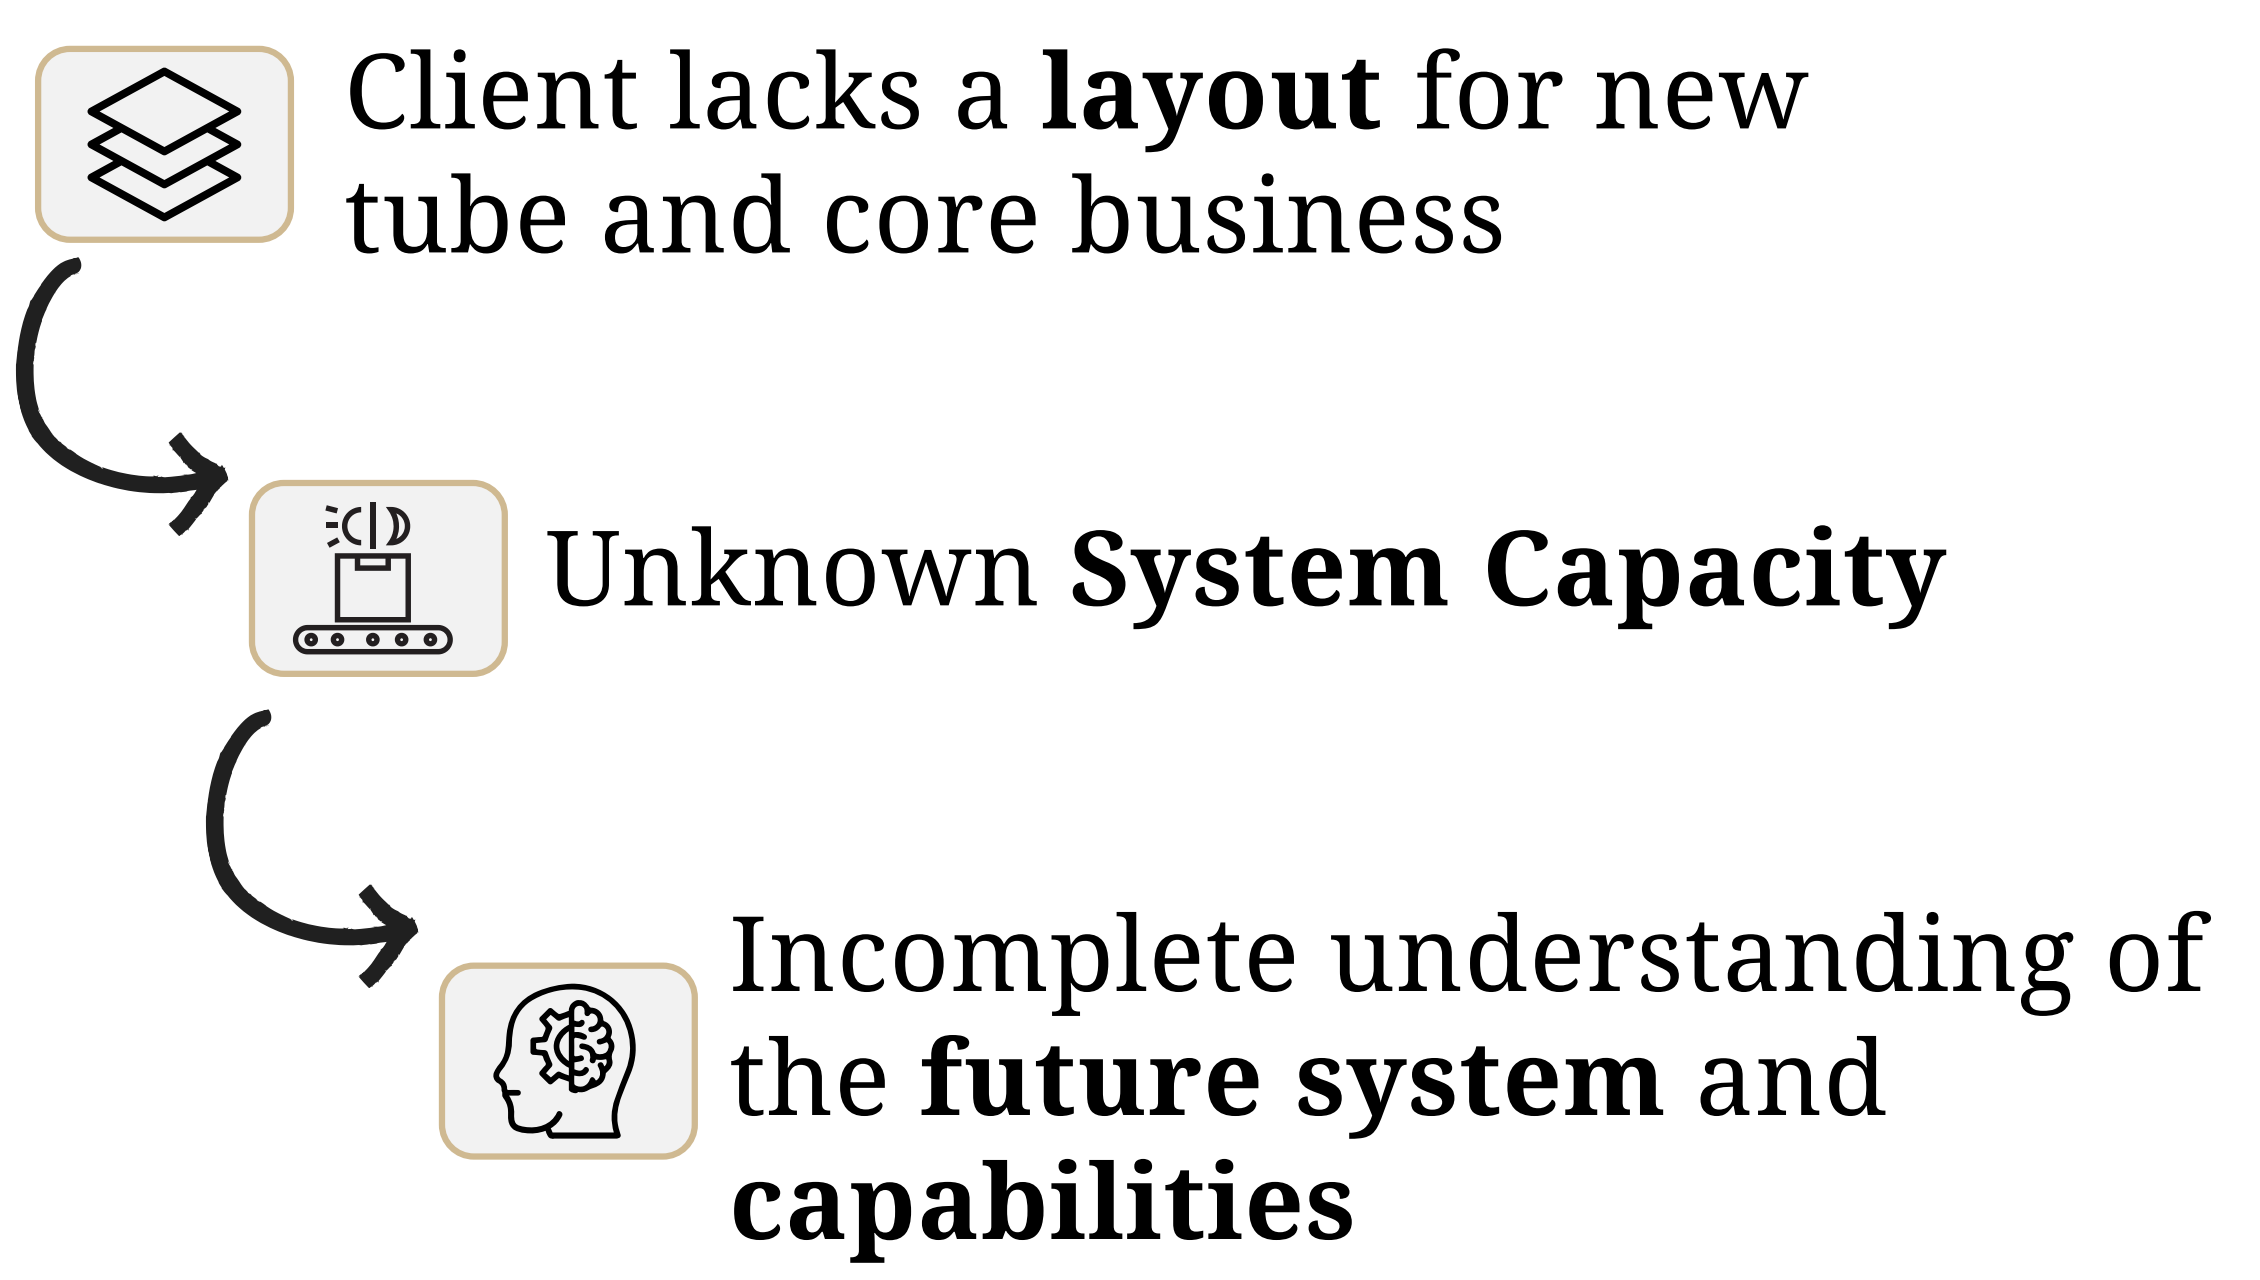 Client lacks a layout for new
tube and core business
Unknown System Capacity
Incomplete understanding of
the future system and
capabilities